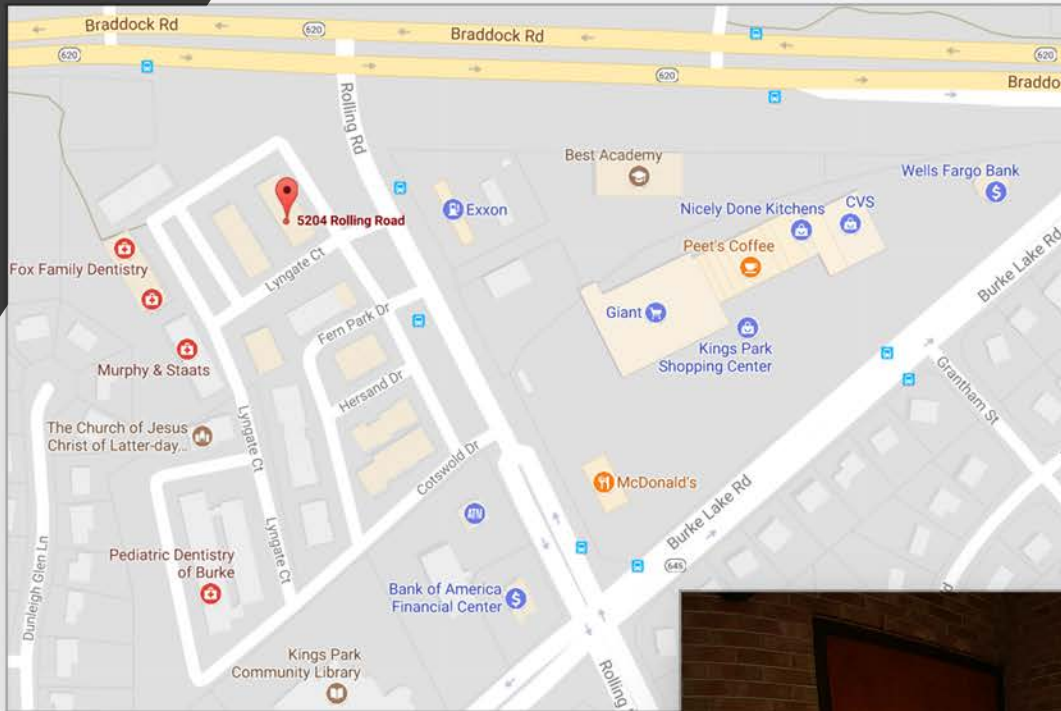 Braddock Rd
620
Braddock Rd
620
620
620
Braddo
Rolling Rd
Best Academy
Wells Fargo Bank
Exxon
Nicely Done Kitchens
CVS
5204 Rolling Road
Peet's Coffee
Fox Family Dentistry
Lyngate Ct
Burke Lake Rd
Giant
Fern Park Dr
Kings Park
Shopping Center
Murphy & Staats
Hersand Dr
Grantham St
The Church of Jesus
Christ of Latter-day...
Lyngate Ct
Cotswold Dr
McDonald's
ATM
Burke Lake Rd
Lyngate Ct
Pediatric Dentistry
of Burke
645
Dunleigh Glen Ln
Bank of America
Financial Center
Kings Park
Community Library
Rolling